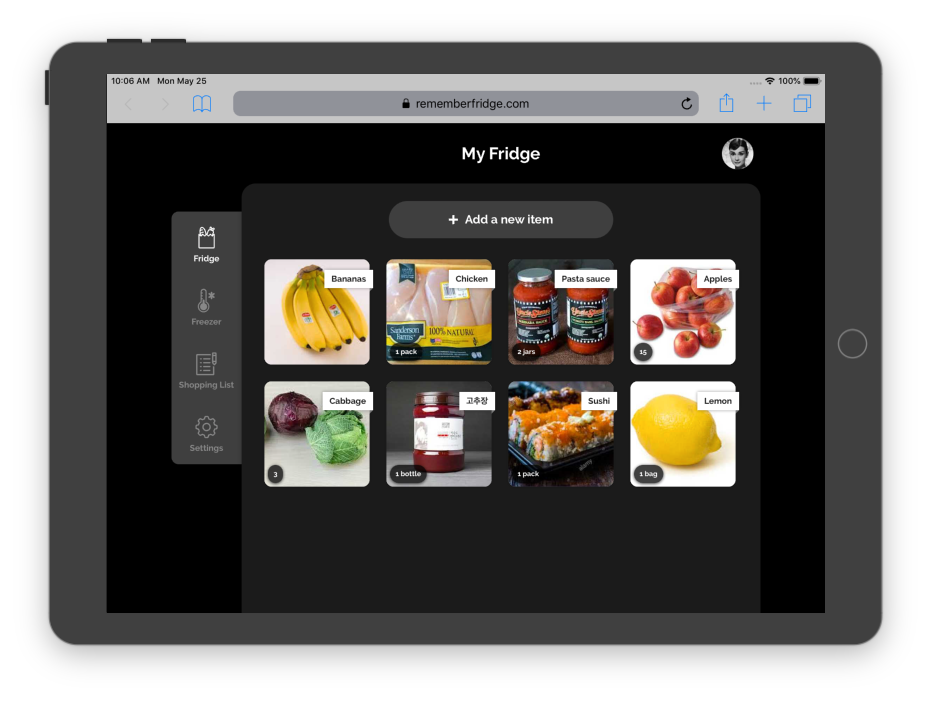 10:06 AM Mon May 25
100%
rememberfridge.com
My Fridge
+ Add a new item
Fridge
Freezer
Shopping List
Settings
Bananas
Chicken
Sanderson
Farms
100% NATURAL
1 pack
Pasta sauce
2 jars
Apples
15
Cabbage
3
고추장
1 bottle
Sushi
1 pack
Lemon
1 bag